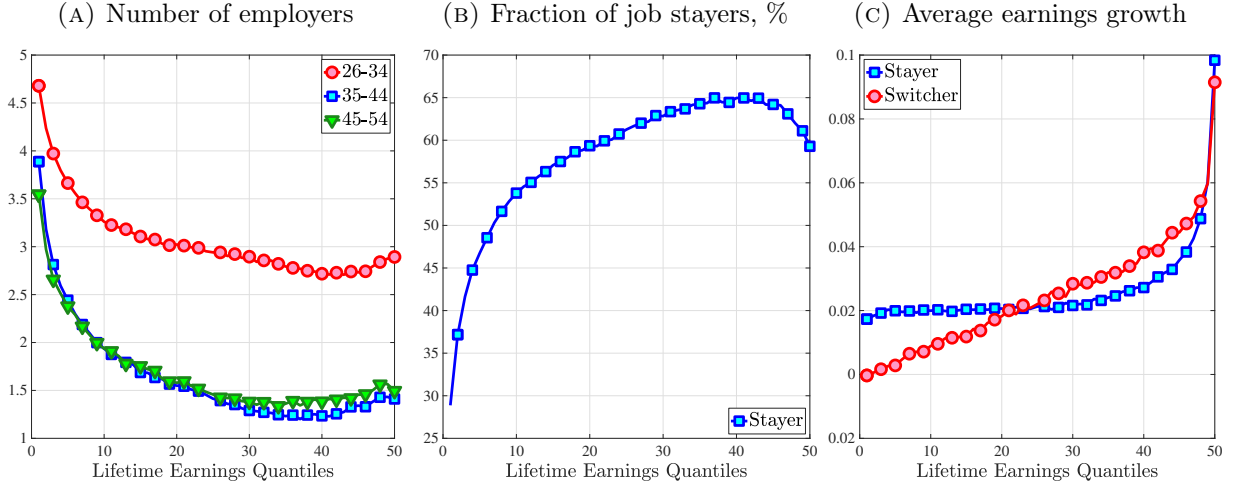 (A) Number of employers
5
4.5
4
3.5
3
2.5
2
1.5
1
0 10 20 30 40 50
Lifetime Earnings Quantiles
26-34
35-44
45-54
(B) Fraction of job stayers, %
70
65
60
55
50
45
40
35
30
25
0 10 20 30 40 50
Lifetime Earnings Quantiles
Stayer
(C) Average earnings growth
0.1
0.08
0.06
0.04
0.02
0
0.02
0 10 20 30 40 50
Lifetime Earnings Quantiles
Stayer
Switcher